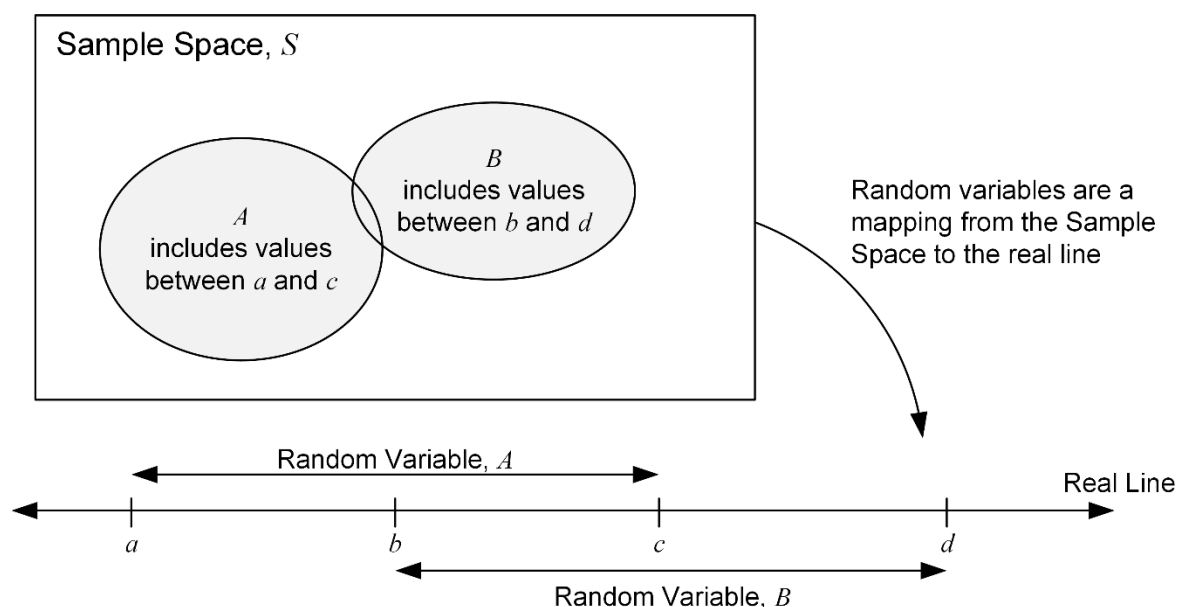 Sample Space, S
B
includes values
between b and d
A
includes values
between a and c
Random variables are a
mapping from the Sample
Space to the real line
Random Variable, A
Real Line
a
b
c
d
Random Variable, B